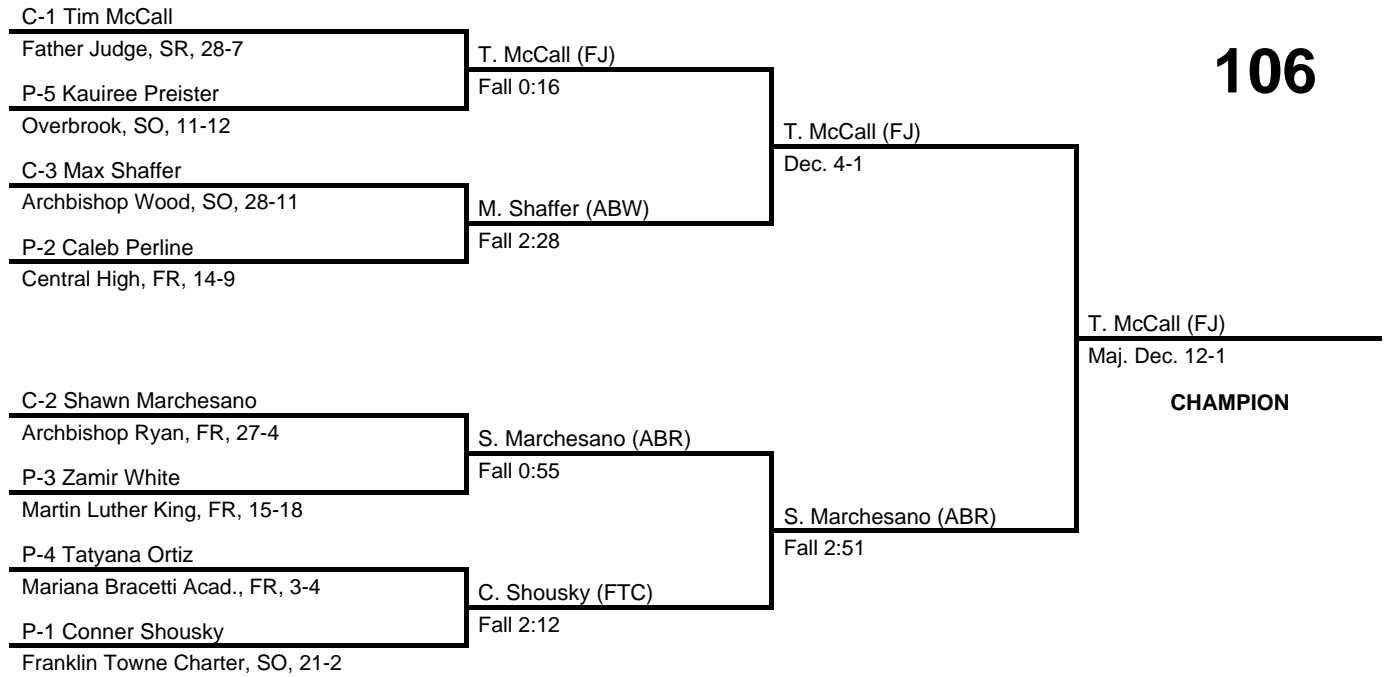 C-1 Tim McCall
Father Judge, SR, 28-7
T. McCall (FJ)
106
P-5 Kauiree Preister
Fall 0:16
Overbrook, SO, 11-12
T. McCall (FJ)
C-3 Max Shaffer
Dec. 4-1
Archbishop Wood, SO, 28-11
M. Shaffer (ABW)
P-2 Caleb Perline
Fall 2:28
Central High, FR, 14-9
T. McCall (FJ)
Maj. Dec. 12-1
CHAMPION
C-2 Shawn Marchesano
Archbishop Ryan, FR, 27-4
S. Marchesano (ABR)
P-3 Zamir White
Fall 0:55
Martin Luther King, FR, 15-18
S. Marchesano (ABR)
P-4 Tatyana Ortiz
Fall 2:51
Mariana Bracetti Acad., FR, 3-4
C. Shousky (FTC)
P-1 Conner Shousky
Fall 2:12
Franklin Towne Charter, SO, 21-2